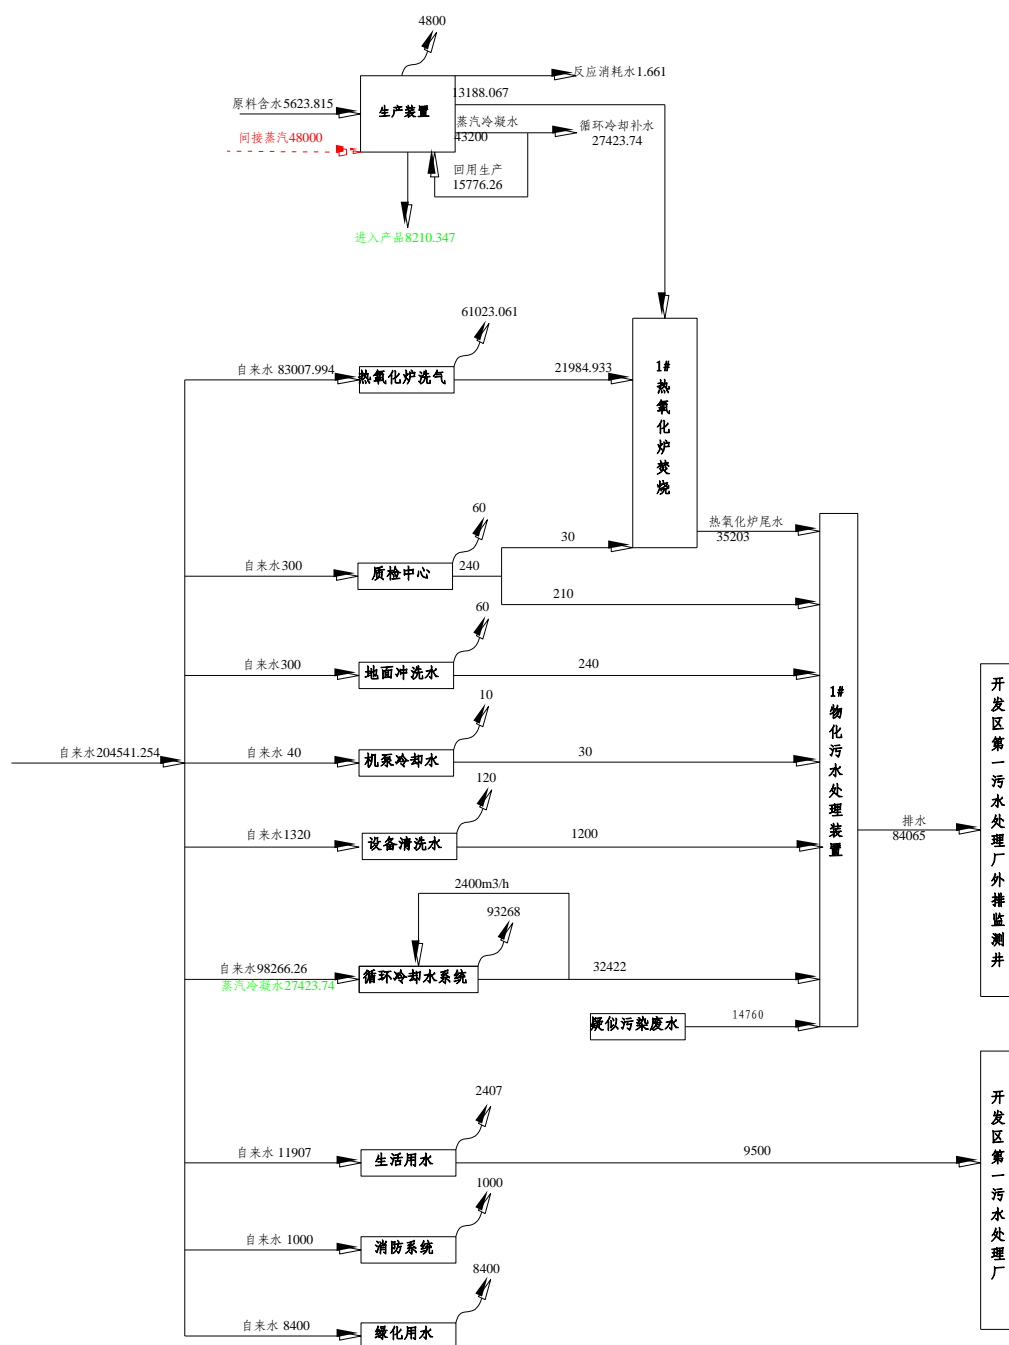 4800
反应消耗水1.661
13188.067
原料含水5623.815
生产装置
蒸汽冷凝水
43200
循环冷却补水
27423.74
间接蒸汽48000
回用生产
15776.26
进入产品8210.347
61023.061
自来水 83007.994
热氧化炉洗气
21984.933
1#热氧化炉焚烧
热氧化炉尾水
35203
60
30
自来水300
质检中心
240
210
60
自来水300
地面冲洗水
240
10
自来水204541.254
自来水 40
机泵冷却水
30
120
自来水1320
设备清洗水
1200
1#物化污水处理装置
排水
84065
开发区第一污水处理厂外排监测井
2400m3/h
93268
自来水98266.26
蒸汽冷凝水27423.74
循环冷却水系统
32422
疑似污染废水
14760
2407
自来水 11907
生活用水
9500
开发区第一污水处理厂
1000
自来水 1000
消防系统
8400
自来水 8400
绿化用水